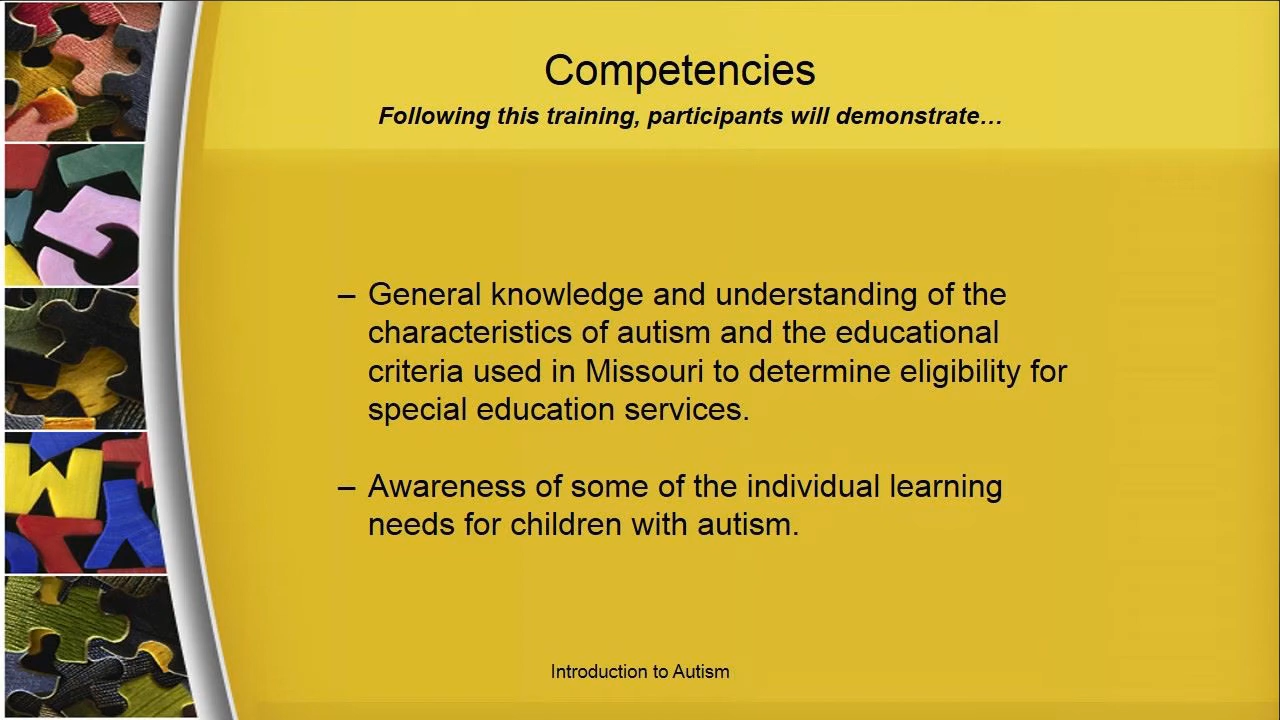 Competencies
Following this training, participants will demonstrate…
– General knowledge and understanding of the
characteristics of autism and the educational
criteria used in Missouri to determine eligibility for
special education services.
– Awareness of some of the individual learning
needs for children with autism.
Introduction to Autism